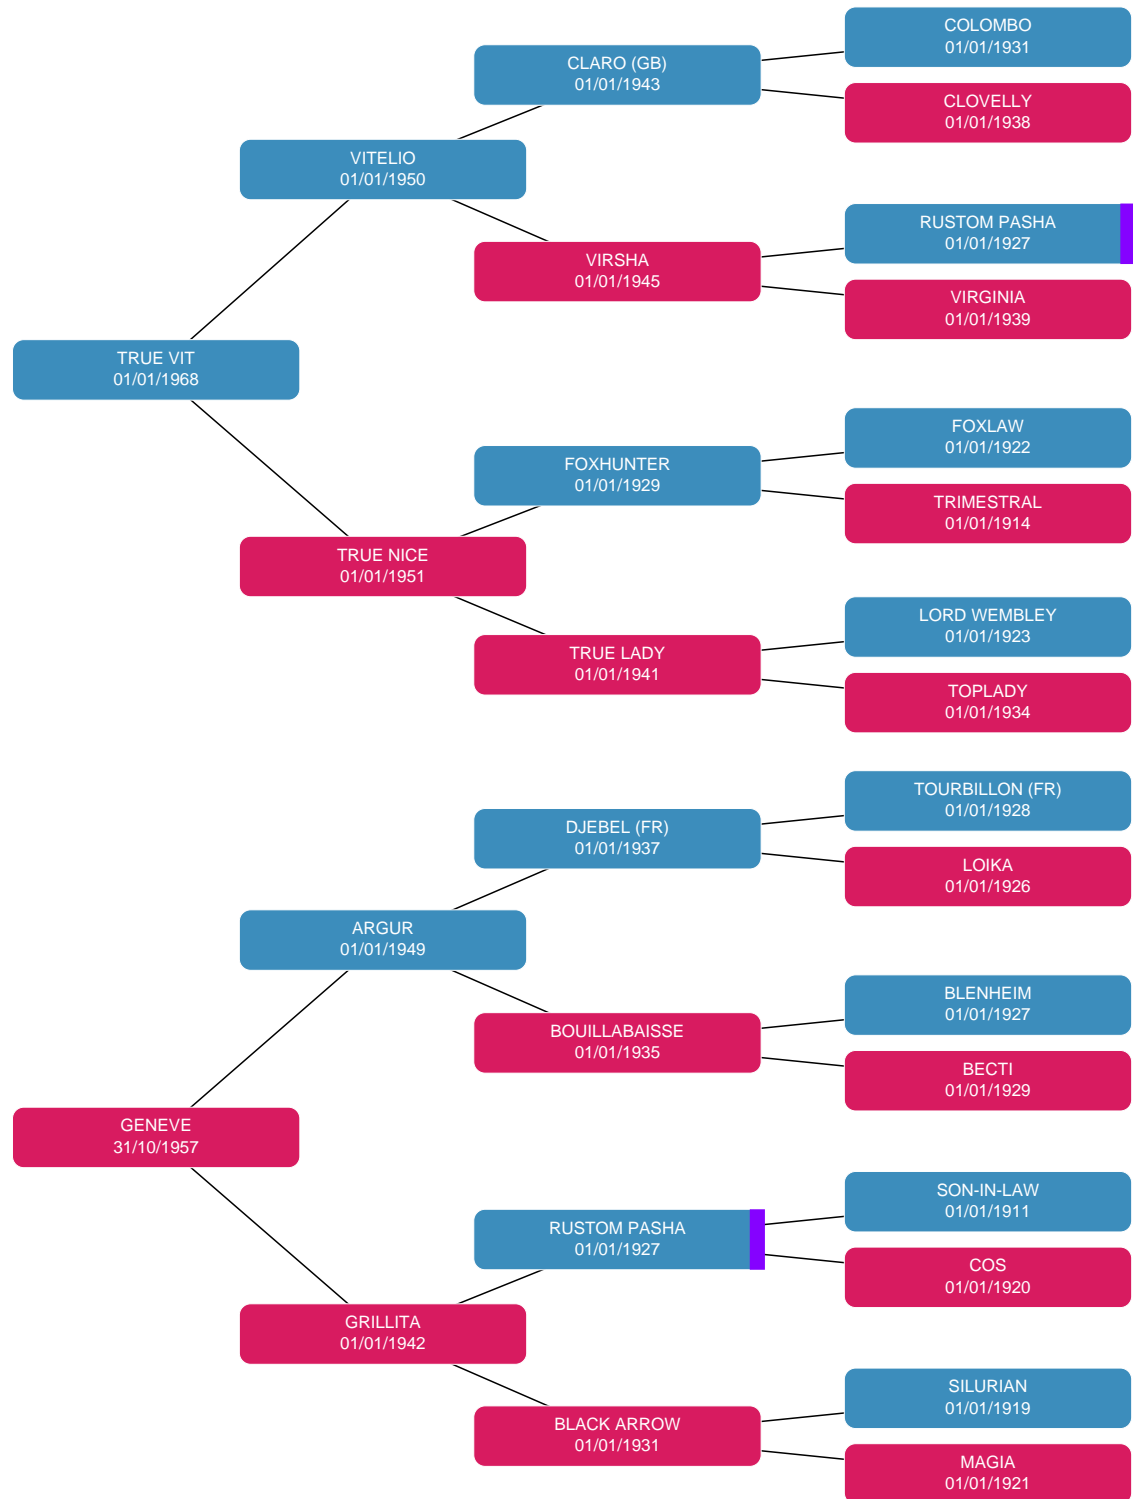 COLOMBO
01/01/1931
CLARO (GB)
01/01/1943
CLOVELLY
01/01/1938
VITELIO
01/01/1950
RUSTOM PASHA
01/01/1927
VIRSHA
01/01/1945
VIRGINIA
01/01/1939
TRUE VIT
01/01/1968
FOXLAW
01/01/1922
FOXHUNTER
01/01/1929
TRIMESTRAL
01/01/1914
TRUE NICE
01/01/1951
LORD WEMBLEY
01/01/1923
TRUE LADY
01/01/1941
TOPLADY
01/01/1934
TOURBILLON (FR)
01/01/1928
DJEBEL (FR)
01/01/1937
LOIKA
01/01/1926
ARGUR
01/01/1949
BLENHEIM
01/01/1927
BOUILLABAISSE
01/01/1935
BECTI
01/01/1929
GENEVE
31/10/1957
SON-IN-LAW
01/01/1911
RUSTOM PASHA
01/01/1927
COS
01/01/1920
GRILLITA
01/01/1942
SILURIAN
01/01/1919
BLACK ARROW
01/01/1931
MAGIA
01/01/1921